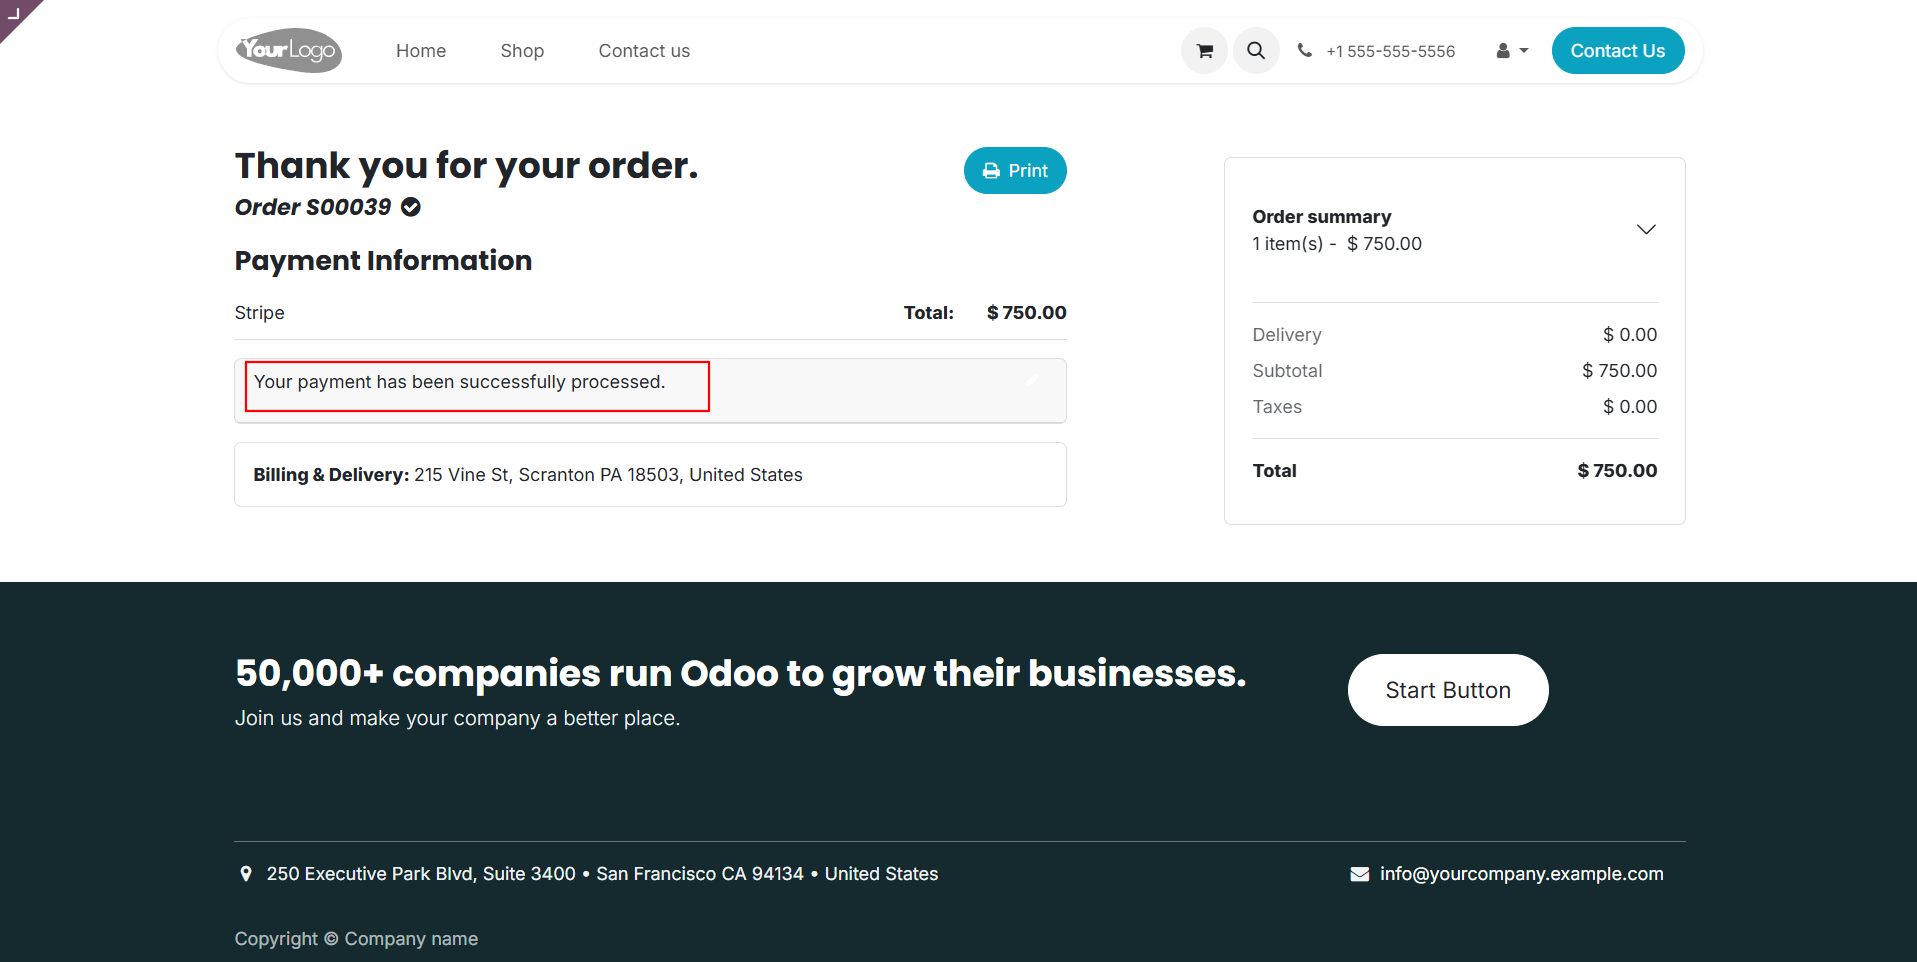 YourLogo
Home
Shop
Contact us
+1 555-555-5556
Contact Us
Thank you for your order.
Order S00039
Print
Payment Information
Stripe
Total: $ 750.00
Your payment has been successfully processed.
Billing & Delivery: 215 Vine St, Scranton PA 18503, United States
Order summary
1 item(s) - $ 750.00
Delivery $ 0.00
Subtotal $ 750.00
Taxes $ 0.00
Total $ 750.00
50,000+ companies run Odoo to grow their businesses.
Join us and make your company a better place.
Start Button
250 Executive Park Blvd, Suite 3400 • San Francisco CA 94134 • United States
info@yourcompany.example.com
Copyright © Company name